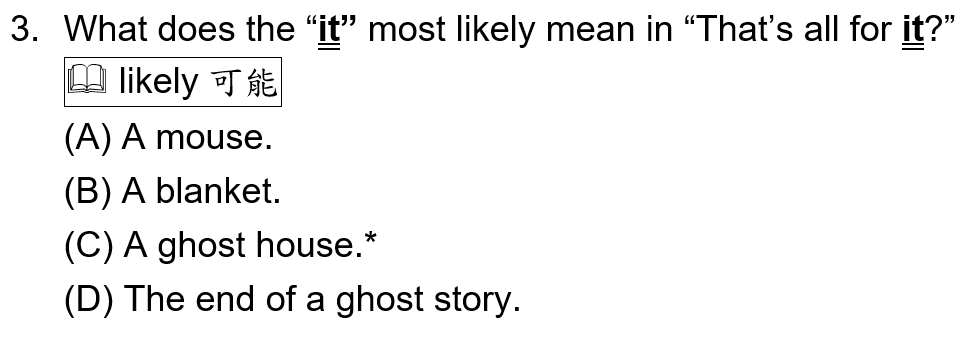 3. What does the “it” most likely mean in “That’s all for it?”
📖 likely 可能
(A) A mouse.
(B) A blanket.
(C) A ghost house.*
(D) The end of a ghost story.